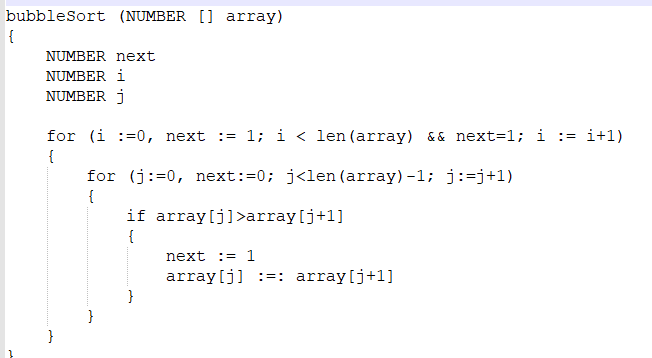 bubbleSort (NUMBER [] array)
{
    NUMBER next
    NUMBER i
    NUMBER j

    for (i :=0, next := 1; i < len(array) && next=1; i := i+1)
    {
        for (j:=0, next:=0; j<len(array)-1; j:=j+1)
        {
            if array[j]>array[j+1]
            {
                next := 1
                array[j] :=: array[j+1]
            }
        }
    }
}